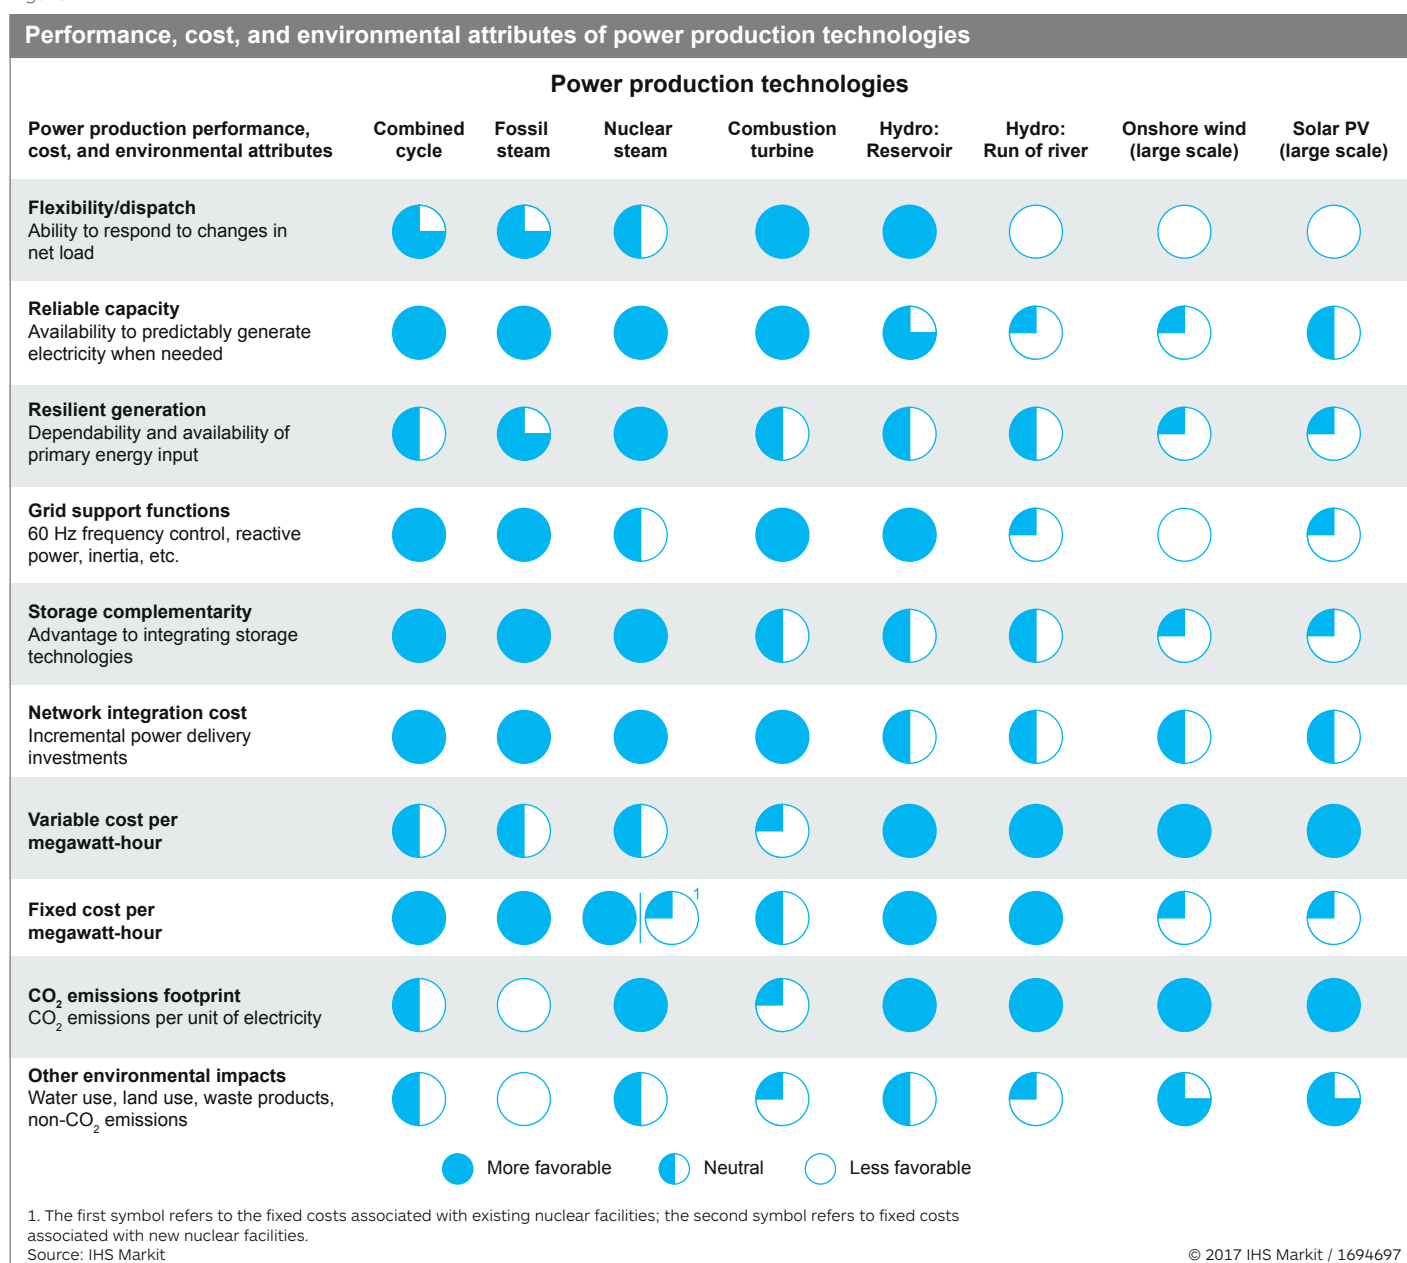 Performance, cost, and environmental attributes of power production technologies
Power production technologies
Power production performance,
cost, and environmental attributes
Combined
cycle
Fossil
steam
Nuclear
steam
Combustion
turbine
Hydro:
Reservoir
Hydro:
Run of river
Onshore wind
(large scale)
Solar PV
(large scale)
Flexibility/dispatch
Ability to respond to changes in
net load
Reliable capacity
Availability to predictably generate
electricity when needed
Resilient generation
Dependability and availability of
primary energy input
Grid support functions
60 Hz frequency control, reactive
power, inertia, etc.
Storage complementarity
Advantage to integrating storage
technologies
Network integration cost
Incremental power delivery
investments
Variable cost per
megawatt-hour
Fixed cost per
megawatt-hour
1
CO2 emissions footprint
CO2 emissions per unit of electricity
Other environmental impacts
Water use, land use, waste products,
non-CO2 emissions
More favorable
Neutral
Less favorable
1. The first symbol refers to the fixed costs associated with existing nuclear facilities; the second symbol refers to fixed costs
associated with new nuclear facilities.
Source: IHS Markit
© 2017 IHS Markit / 1694697